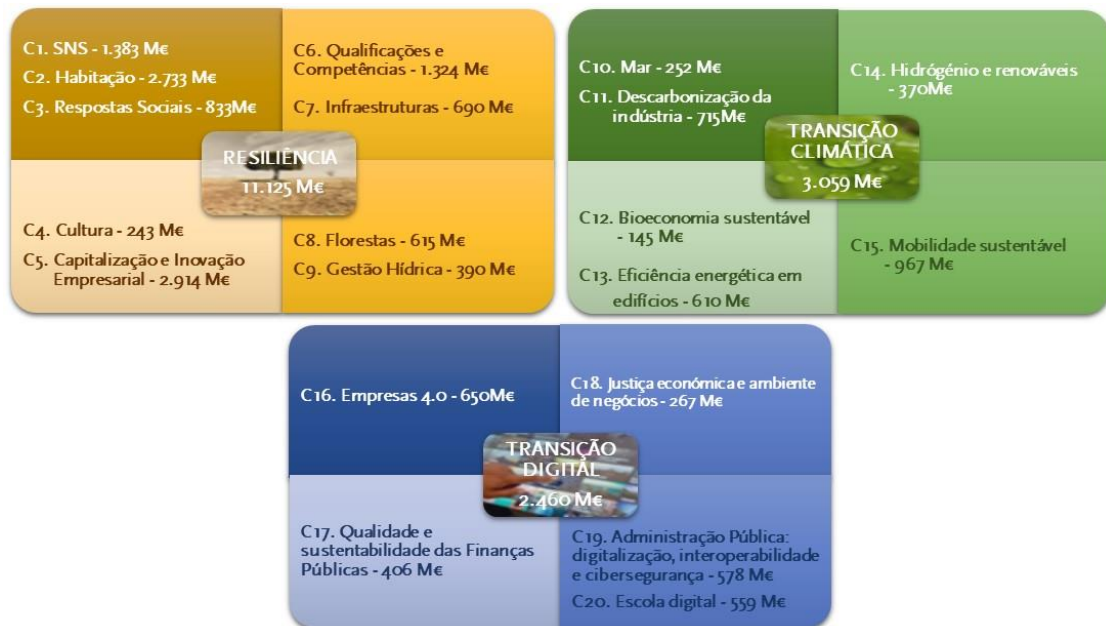 C1. SNS - 1.383 M€
C2. Habitação - 2.733 M€
C3. Respostas Sociais - 833M€
C6. Qualificações e
Competências - 1.324 M€
C7. Infraestruturas - 690 M€
RESILIÊNCIA
11.125 M€
C4. Cultura - 243 M€
C5. Capitalização e Inovação
Empresarial - 2.914 M€
C8. Florestas - 615 M€
C9. Gestão Hídrica - 390 M€
C10. Mar - 252 M€
C11. Descarbonização da
indústria - 715M€
C14. Hidrógénio e renováveis
- 370M€
TRANSIÇÃO
CLIMÁTICA
3.059 M€
C12. Bioeconomia sustentável
- 145 M€
C13. Eficiência energética em
edifícios - 610 M€
C15. Mobilidade sustentável
- 967 M€
C16. Empresas 4.0 - 650M€
C18. Justiça económica e ambiente
de negócios - 267 M€
TRANSIÇÃO
DIGITAL
2.460 M€
C17. Qualidade e
sustentabilidade das Finanças
Públicas - 406 M€
C19. Administração Pública:
digitalização, interoperabilidade
e cibersegurança - 578 M€
C20. Escola digital - 559 M€